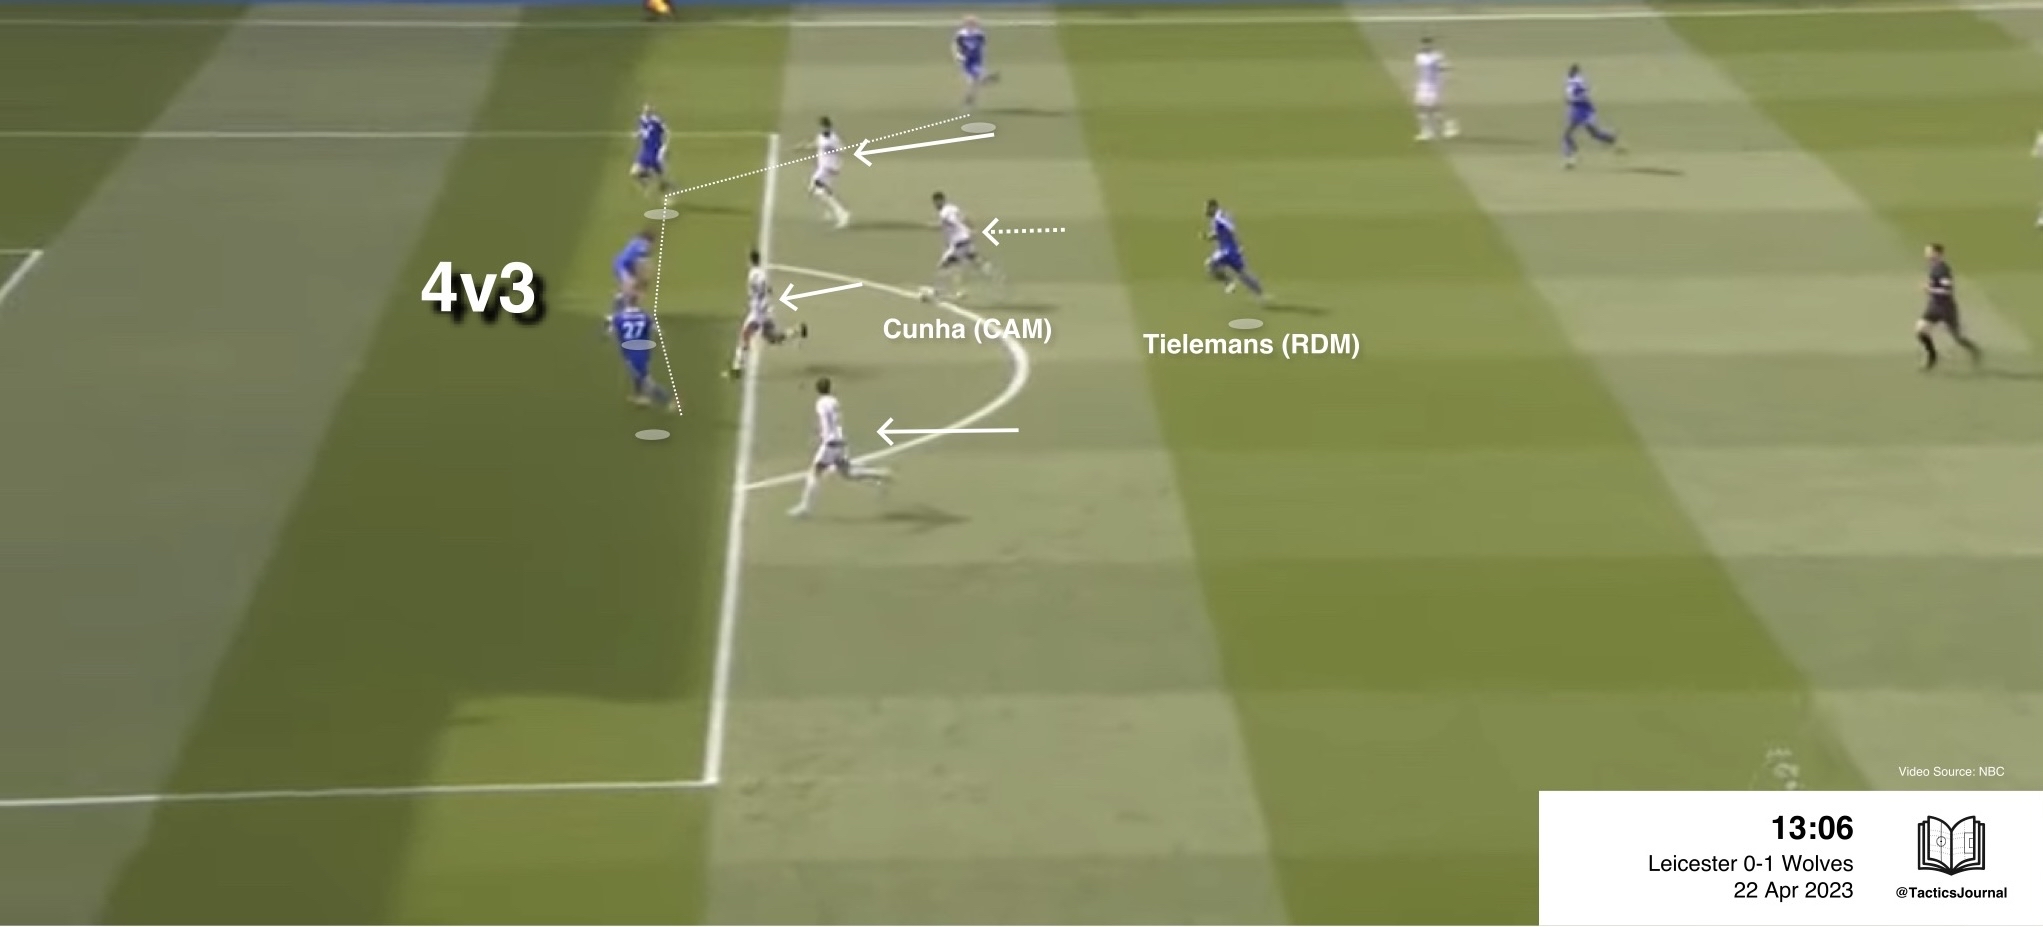 4v3
27
Cunha (CAM)
Tielemans (RDM)
Video Source: NBC
13:06
Leicester 0-1 Wolves
22 Apr 2023
@TacticsJournal